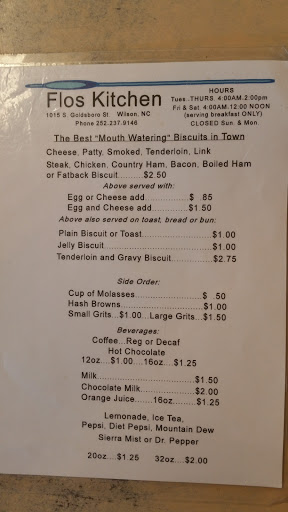 Flos Kitchen
1015 S. Goldsboro St    Wilson, NC
Phone 252.237.9146
HOURS
Tues..THURS  4:00AM..2:00pm
Fri & Sat. 4:00AM-12:00 NOON
(serving breakfast ONLY)
CLOSED Sun. & Mon.
The Best "Mouth Watering" Biscuits in Town
Cheese, Patty, Smoked, Tenderloin, Link
Steak, Chicken, Country Ham, Bacon, Boiled Ham
or Fatback Biscuit........$2.50
Above served with:
Egg or Cheese add................$ .85
Egg and Cheese add............$1.50
Above also served on toast, bread or bun:
Plain Biscuit or Toast.......................$1.00
Jelly Biscuit....................................$1.00
Tenderloin and Gravy Biscuit............$2.75
Side Order:
Cup of Molasses.......................$ .50
Hash Browns............................$1.00
Small Grits...$1.00  Large Grits...$1.50
Beverages:
Coffee...Reg or Decaf
Hot Chocolate
12oz....$1.00....16oz....$1.25
Milk...............................$1.50
Chocolate Milk................$2.00
Orange Juice.......16oz.........$1.25
Lemonade, Ice Tea,
Pepsi, Diet Pepsi, Mountain Dew
Sierra Mist or Dr. Pepper
20oz....$1.25    32oz....$2.00